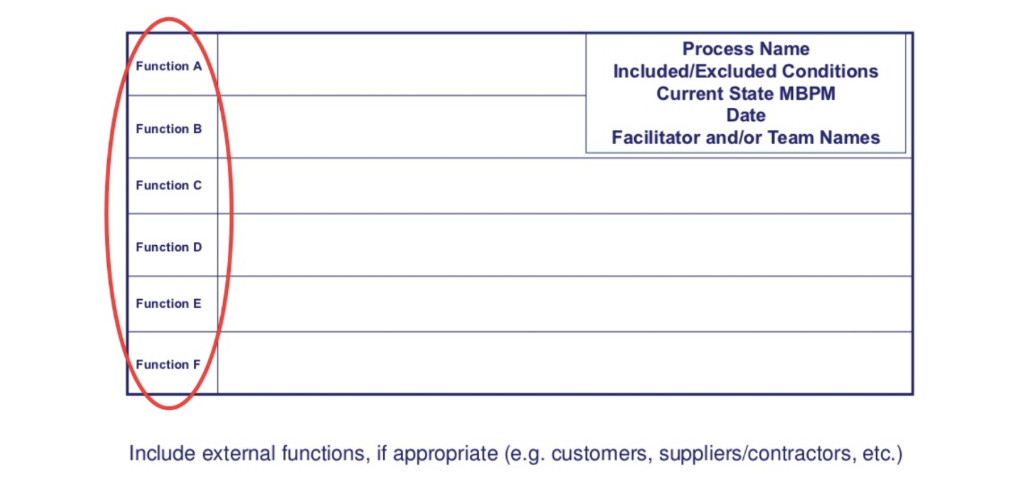 Function A
Process Name
Included/Excluded Conditions
Current State MBPM
Date
Facilitator and/or Team Names
Function B
Function C
Function D
Function E
Function F
Include external functions, if appropriate (e.g. customers, suppliers/contractors, etc.)